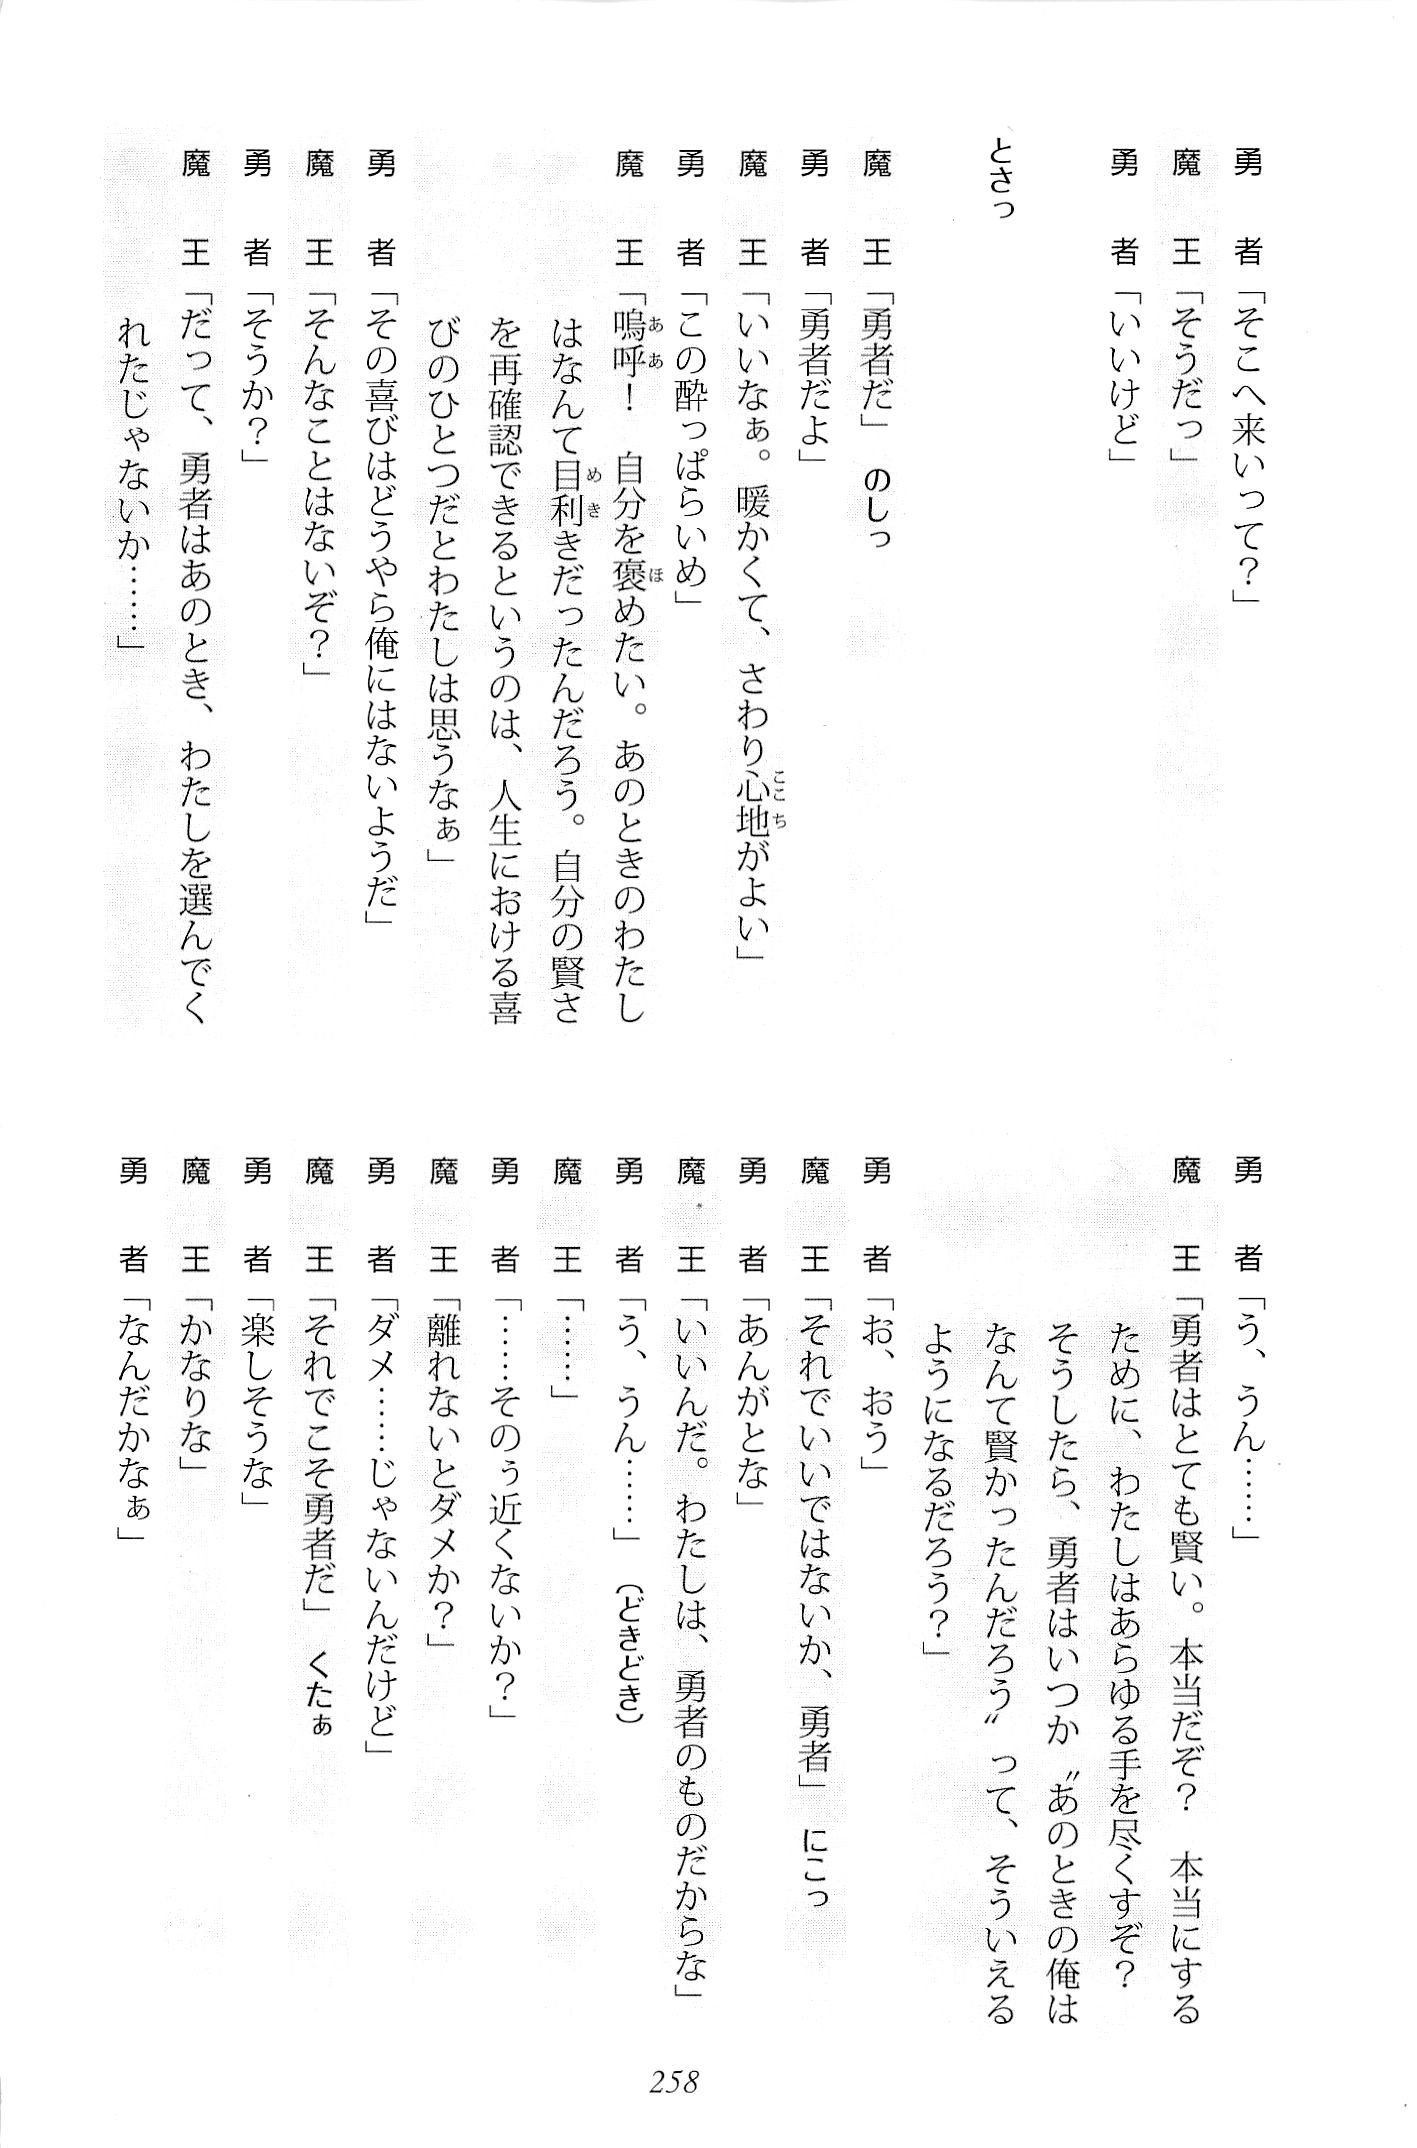 勇者「そこへ来いって？」
魔王「そうだっ」
勇者「いいけど」
とさっ
魔王「勇者だ」 のしっ
勇者「勇者だよ」
魔王「いいなぁ。暖かくて、さわり心地がよい」
勇者「この酔っぱらいめ」
魔王「嗚呼！　自分を褒めたい。あのときのわたし
はなんて目利きだったんだろう。自分の賢さ
を再確認できるというのは、人生における喜
びのひとつだとわたしは思うなぁ」
勇者「その喜びはどうやら俺にはないようだ」
魔王「そんなことはないぞ？」
勇者「そうか？」
魔王「だって、勇者はあのとき、わたしを選んでく
れたじゃないか……」
勇者「う、うん……」
魔王「勇者はとても賢い。本当だぞ？　本当にする
ために、わたしはあらゆる手を尽くすぞ？
そうしたら、勇者はいつか〝あのときの俺は
なんて賢かったんだろう〟って、そういえる
ようになるだろう？」
勇者「お、おう」
魔王「それでいいではないか、勇者」 にこっ
勇者「あんがとな」
魔王「いいんだ。わたしは、勇者のものだからな」
勇者「う、うん……」（どきどき）
魔王「……」
勇者「……そのぅ近くないか？」
魔王「離れないとダメか？」
勇者「ダメ……じゃないんだけど」
魔王「それでこそ勇者だ」 くたぁ
勇者「楽しそうな」
魔王「かなりな」
勇者「なんだかなぁ」
258